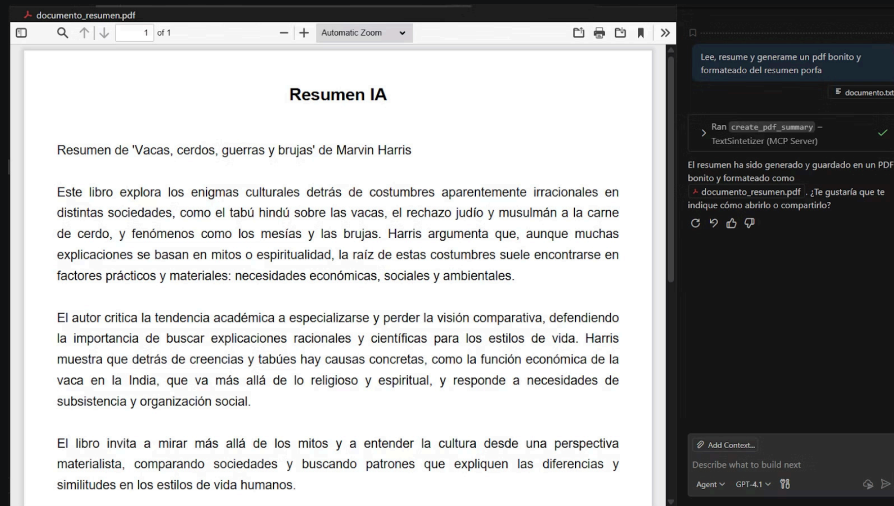 documento_resumen.pdf
1 of 1
Automatic Zoom
Resumen IA
Resumen de 'Vacas, cerdos, guerras y brujas' de Marvin Harris
Este libro explora los enigmas culturales detrás de costumbres aparentemente irracionales en
distintas sociedades, como el tabú hindú sobre las vacas, el rechazo judío y musulmán a la carne
de cerdo, y fenómenos como los mesías y las brujas. Harris argumenta que, aunque muchas
explicaciones se basan en mitos o espiritualidad, la raíz de estas costumbres suele encontrarse en
factores prácticos y materiales: necesidades económicas, sociales y ambientales.
El autor critica la tendencia académica a especializarse y perder la visión comparativa, defendiendo
la importancia de buscar explicaciones racionales y científicas para los estilos de vida. Harris
muestra que detrás de creencias y tabúes hay causas concretas, como la función económica de la
vaca en la India, que va más allá de lo religioso y espiritual, y responde a necesidades de
subsistencia y organización social.
El libro invita a mirar más allá de los mitos y a entender la cultura desde una perspectiva
materialista, comparando sociedades y buscando patrones que expliquen las diferencias y
similitudes en los estilos de vida humanos.
Lee, resume y generame un pdf bonito y
formateado del resumen porfa
documento.txt
Ran create_pdf_summary –
TextSintetizer (MCP Server)
El resumen ha sido generado y guardado en un PDF
bonito y formateado como
documento_resumen.pdf . ¿Te gustaría que te
indique cómo abrirlo o compartirlo?
Add Context...
Describe what to build next
Agent GPT-4.1